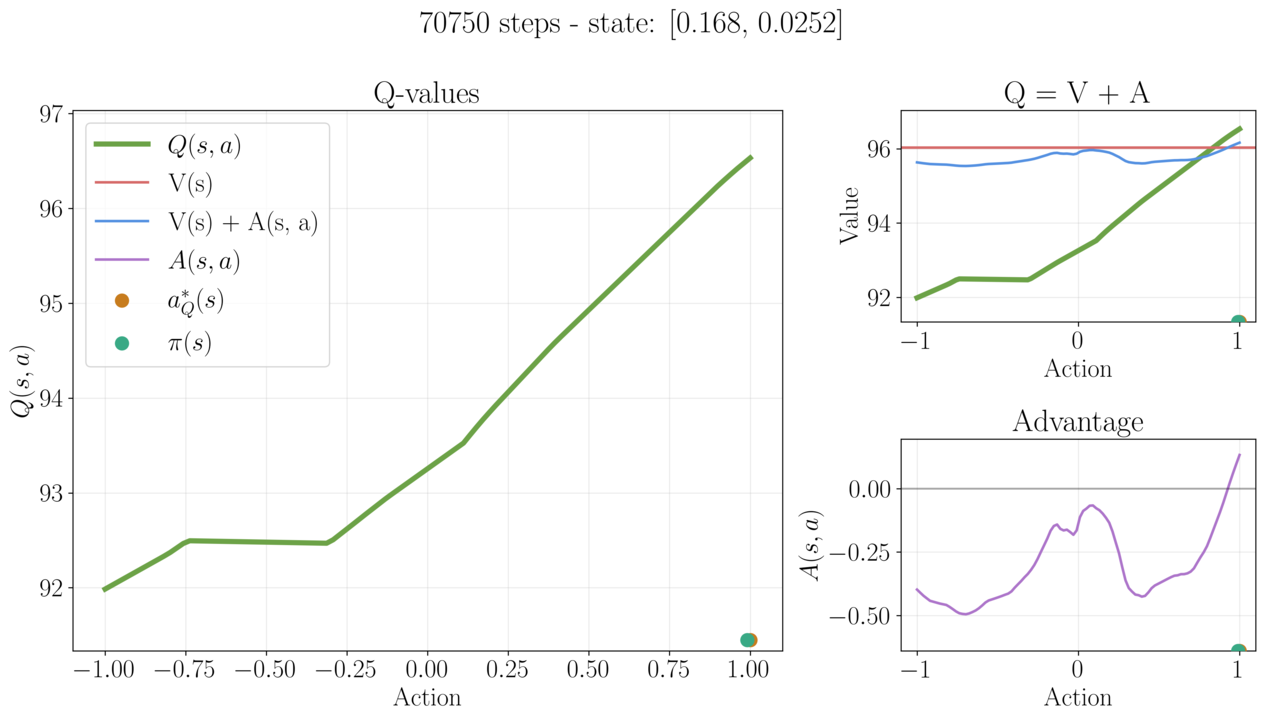 70750 steps - state: [0.168, 0.0252]
Q-values
97
96
95
94
93
92
Q(s, a)
Q(s, a)
V(s)
V(s) + A(s, a)
A(s, a)
a*_Q(s)
π(s)
−1.00 −0.75 −0.50 −0.25 0.00 0.25 0.50 0.75 1.00
Action
Q = V + A
96
94
92
Value
−1 0 1
Action
Advantage
0.00
−0.25
−0.50
A(s, a)
−1 0 1
Action